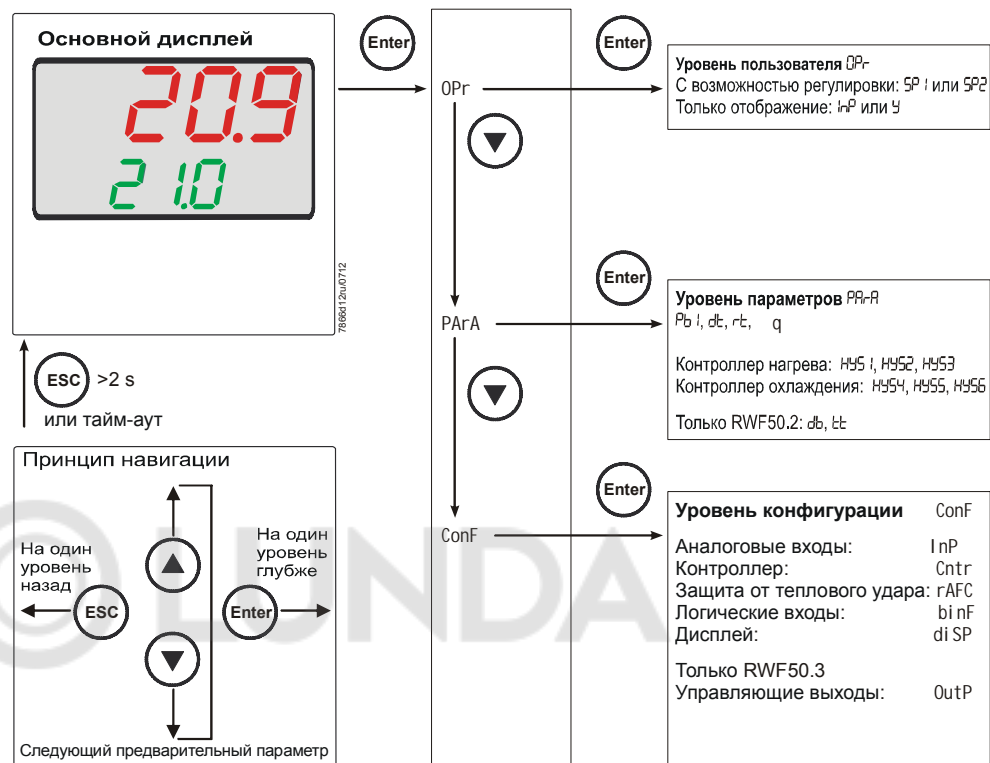 Основной дисплей
20.9
21.0
7866d12ru/0712
ESC >2 s
или тайм-аут
Принцип навигации
На один
уровень
назад
ESC
На один
уровень
глубже
Enter
Следующий предварительный параметр
Enter
OPr
PArA
ConF
Enter
Уровень пользователя OPr
С возможностью регулировки: SP1 или SP2
Только отображение: InP или Y
Enter
Уровень параметров PArA
Pb1, dt, rt, q
Контроллер нагрева: HYS1, HYS2, HYS3
Контроллер охлаждения: HYS4, HYS5, HYS6
Только RWF50.2: db, tt
Enter
Уровень конфигурации ConF
Аналоговые входы: InP
Контроллер: Cntr
Защита от теплового удара: rAFC
Логические входы: binF
Дисплей: diSP
Только RWF50.3
Управляющие выходы: OutP
© LUNDA